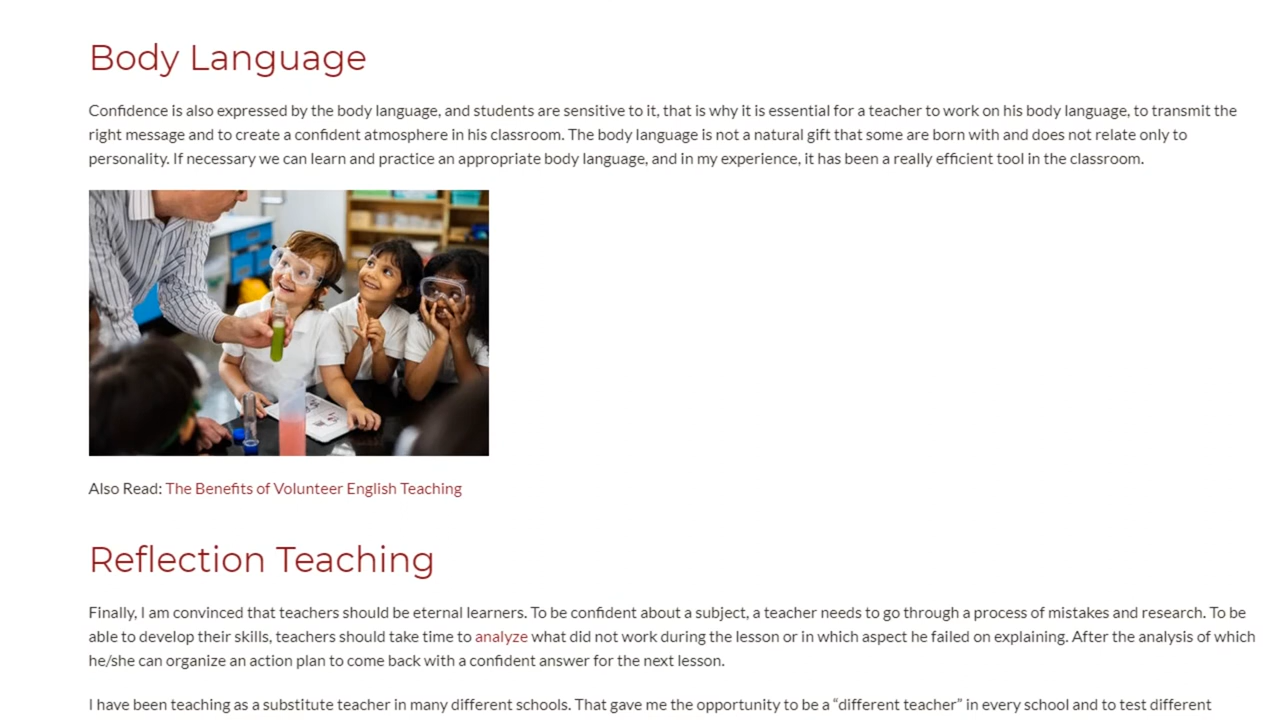 Body Language
Confidence is also expressed by the body language, and students are sensitive to it, that is why it is essential for a teacher to work on his body language, to transmit the
right message and to create a confident atmosphere in his classroom. The body language is not a natural gift that some are born with and does not relate only to
personality. If necessary we can learn and practice an appropriate body language, and in my experience, it has been a really efficient tool in the classroom.
Also Read: The Benefits of Volunteer English Teaching
Reflection Teaching
Finally, I am convinced that teachers should be eternal learners. To be confident about a subject, a teacher needs to go through a process of mistakes and research. To be
able to develop their skills, teachers should take time to analyze what did not work during the lesson or in which aspect he failed on explaining. After the analysis of which
he/she can organize an action plan to come back with a confident answer for the next lesson.
I have been teaching as a substitute teacher in many different schools. That gave me the opportunity to be a “different teacher” in every school and to test different